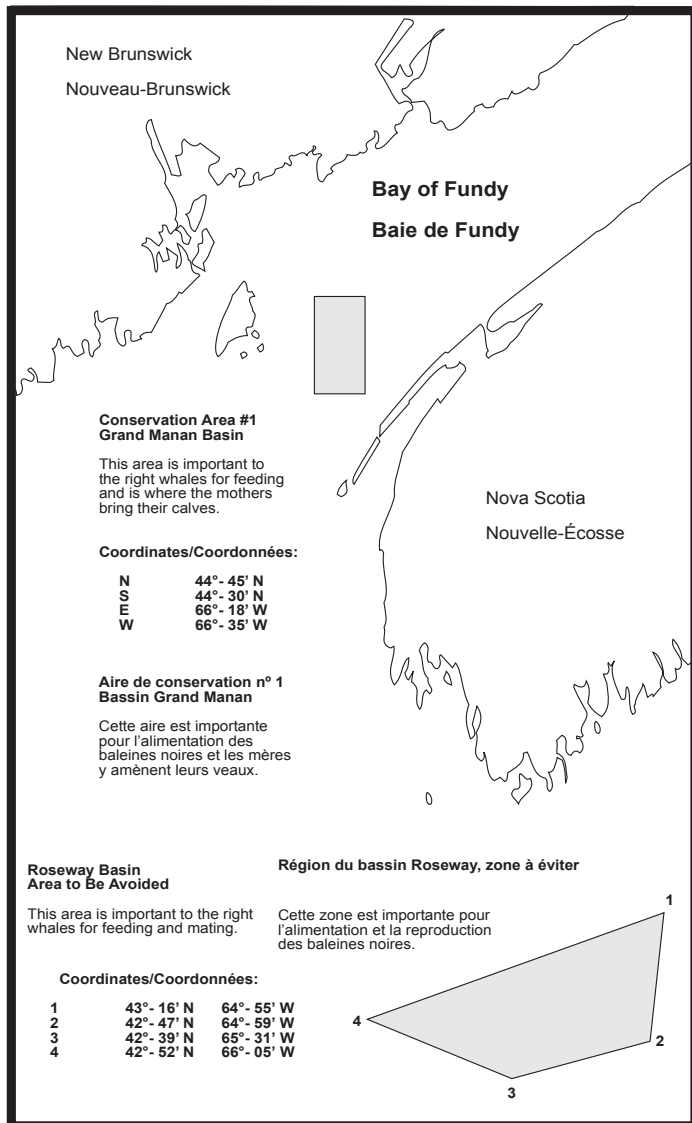 New Brunswick
Nouveau-Brunswick
Bay of Fundy
Baie de Fundy
Conservation Area #1
Grand Manan Basin
This area is important to
the right whales for feeding
and is where the mothers
bring their calves.
Nova Scotia
Nouvelle-Écosse
Coordinates/Coordonnées:
N 44°- 45' N
S 44°- 30' N
E 66°- 18' W
W 66°- 35' W
Aire de conservation nº 1
Bassin Grand Manan
Cette aire est importante
pour l'alimentation des
baleines noires et les mères
y amènent leurs veaux.
Roseway Basin
Area to Be Avoided
This area is important to the right
whales for feeding and mating.
Région du bassin Roseway, zone à éviter
Cette zone est importante pour
l'alimentation et la reproduction
des baleines noires.
Coordinates/Coordonnées:
1 43°- 16' N 64°- 55' W
2 42°- 47' N 64°- 59' W
3 42°- 39' N 65°- 31' W
4 42°- 52' N 66°- 05' W
1
4
2
3